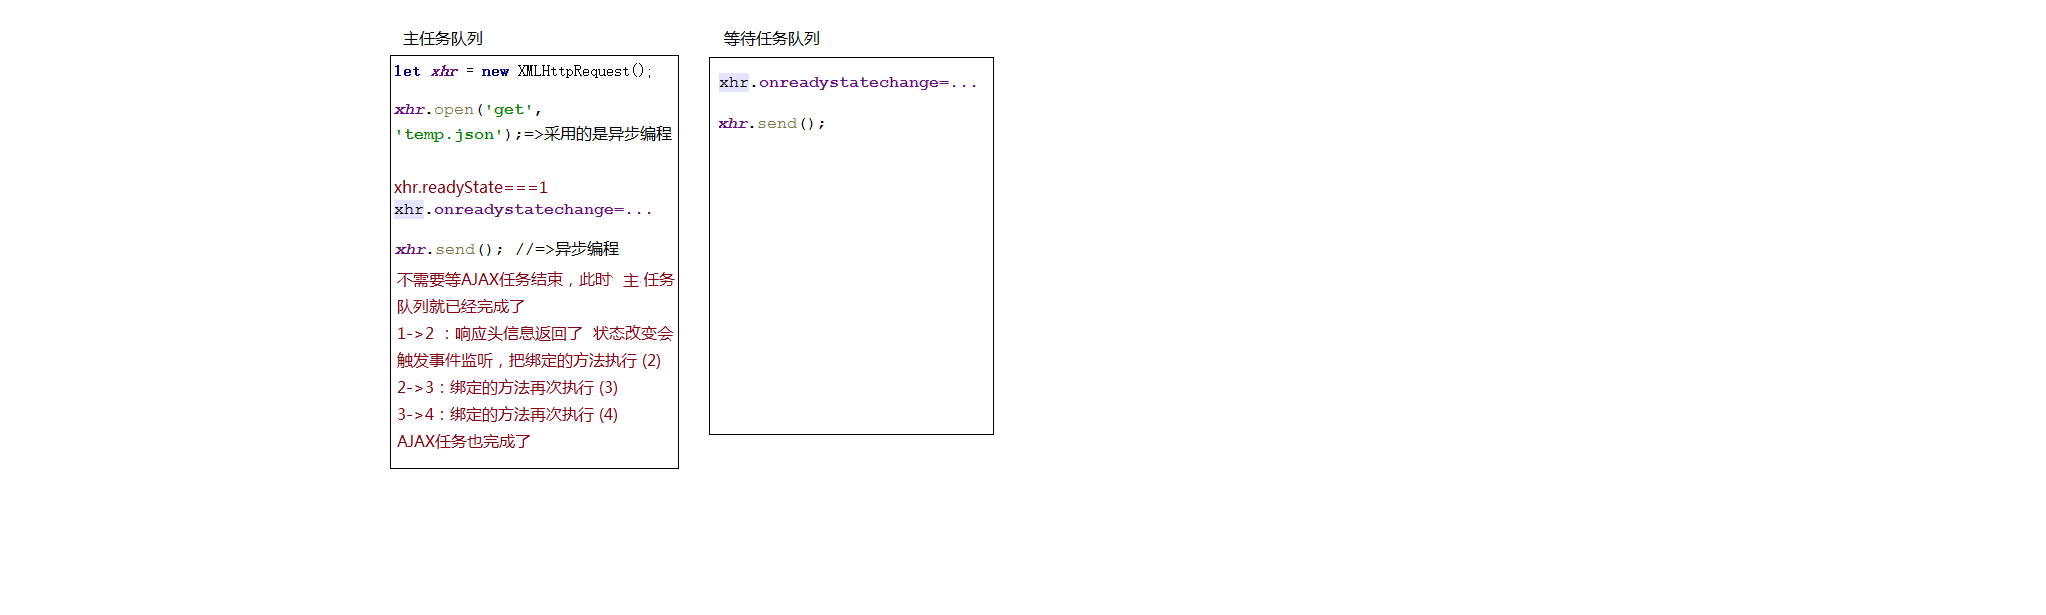 主任务队列
let xhr = new XMLHttpRequest();
xhr.open('get',
'temp.json');=>采用的是异步编程
xhr.readyState===1
xhr.onreadystatechange=...
xhr.send(); //=>异步编程
不需要等AJAX任务结束，此时 主 任务
队列就已经完成了
1->2 ：响应头信息返回了 状态改变会
触发事件监听，把绑定的方法执行 (2)
2->3：绑定的方法再次执行 (3)
3->4：绑定的方法再次执行 (4)
AJAX任务也完成了
等待任务队列
xhr.onreadystatechange=...
xhr.send();